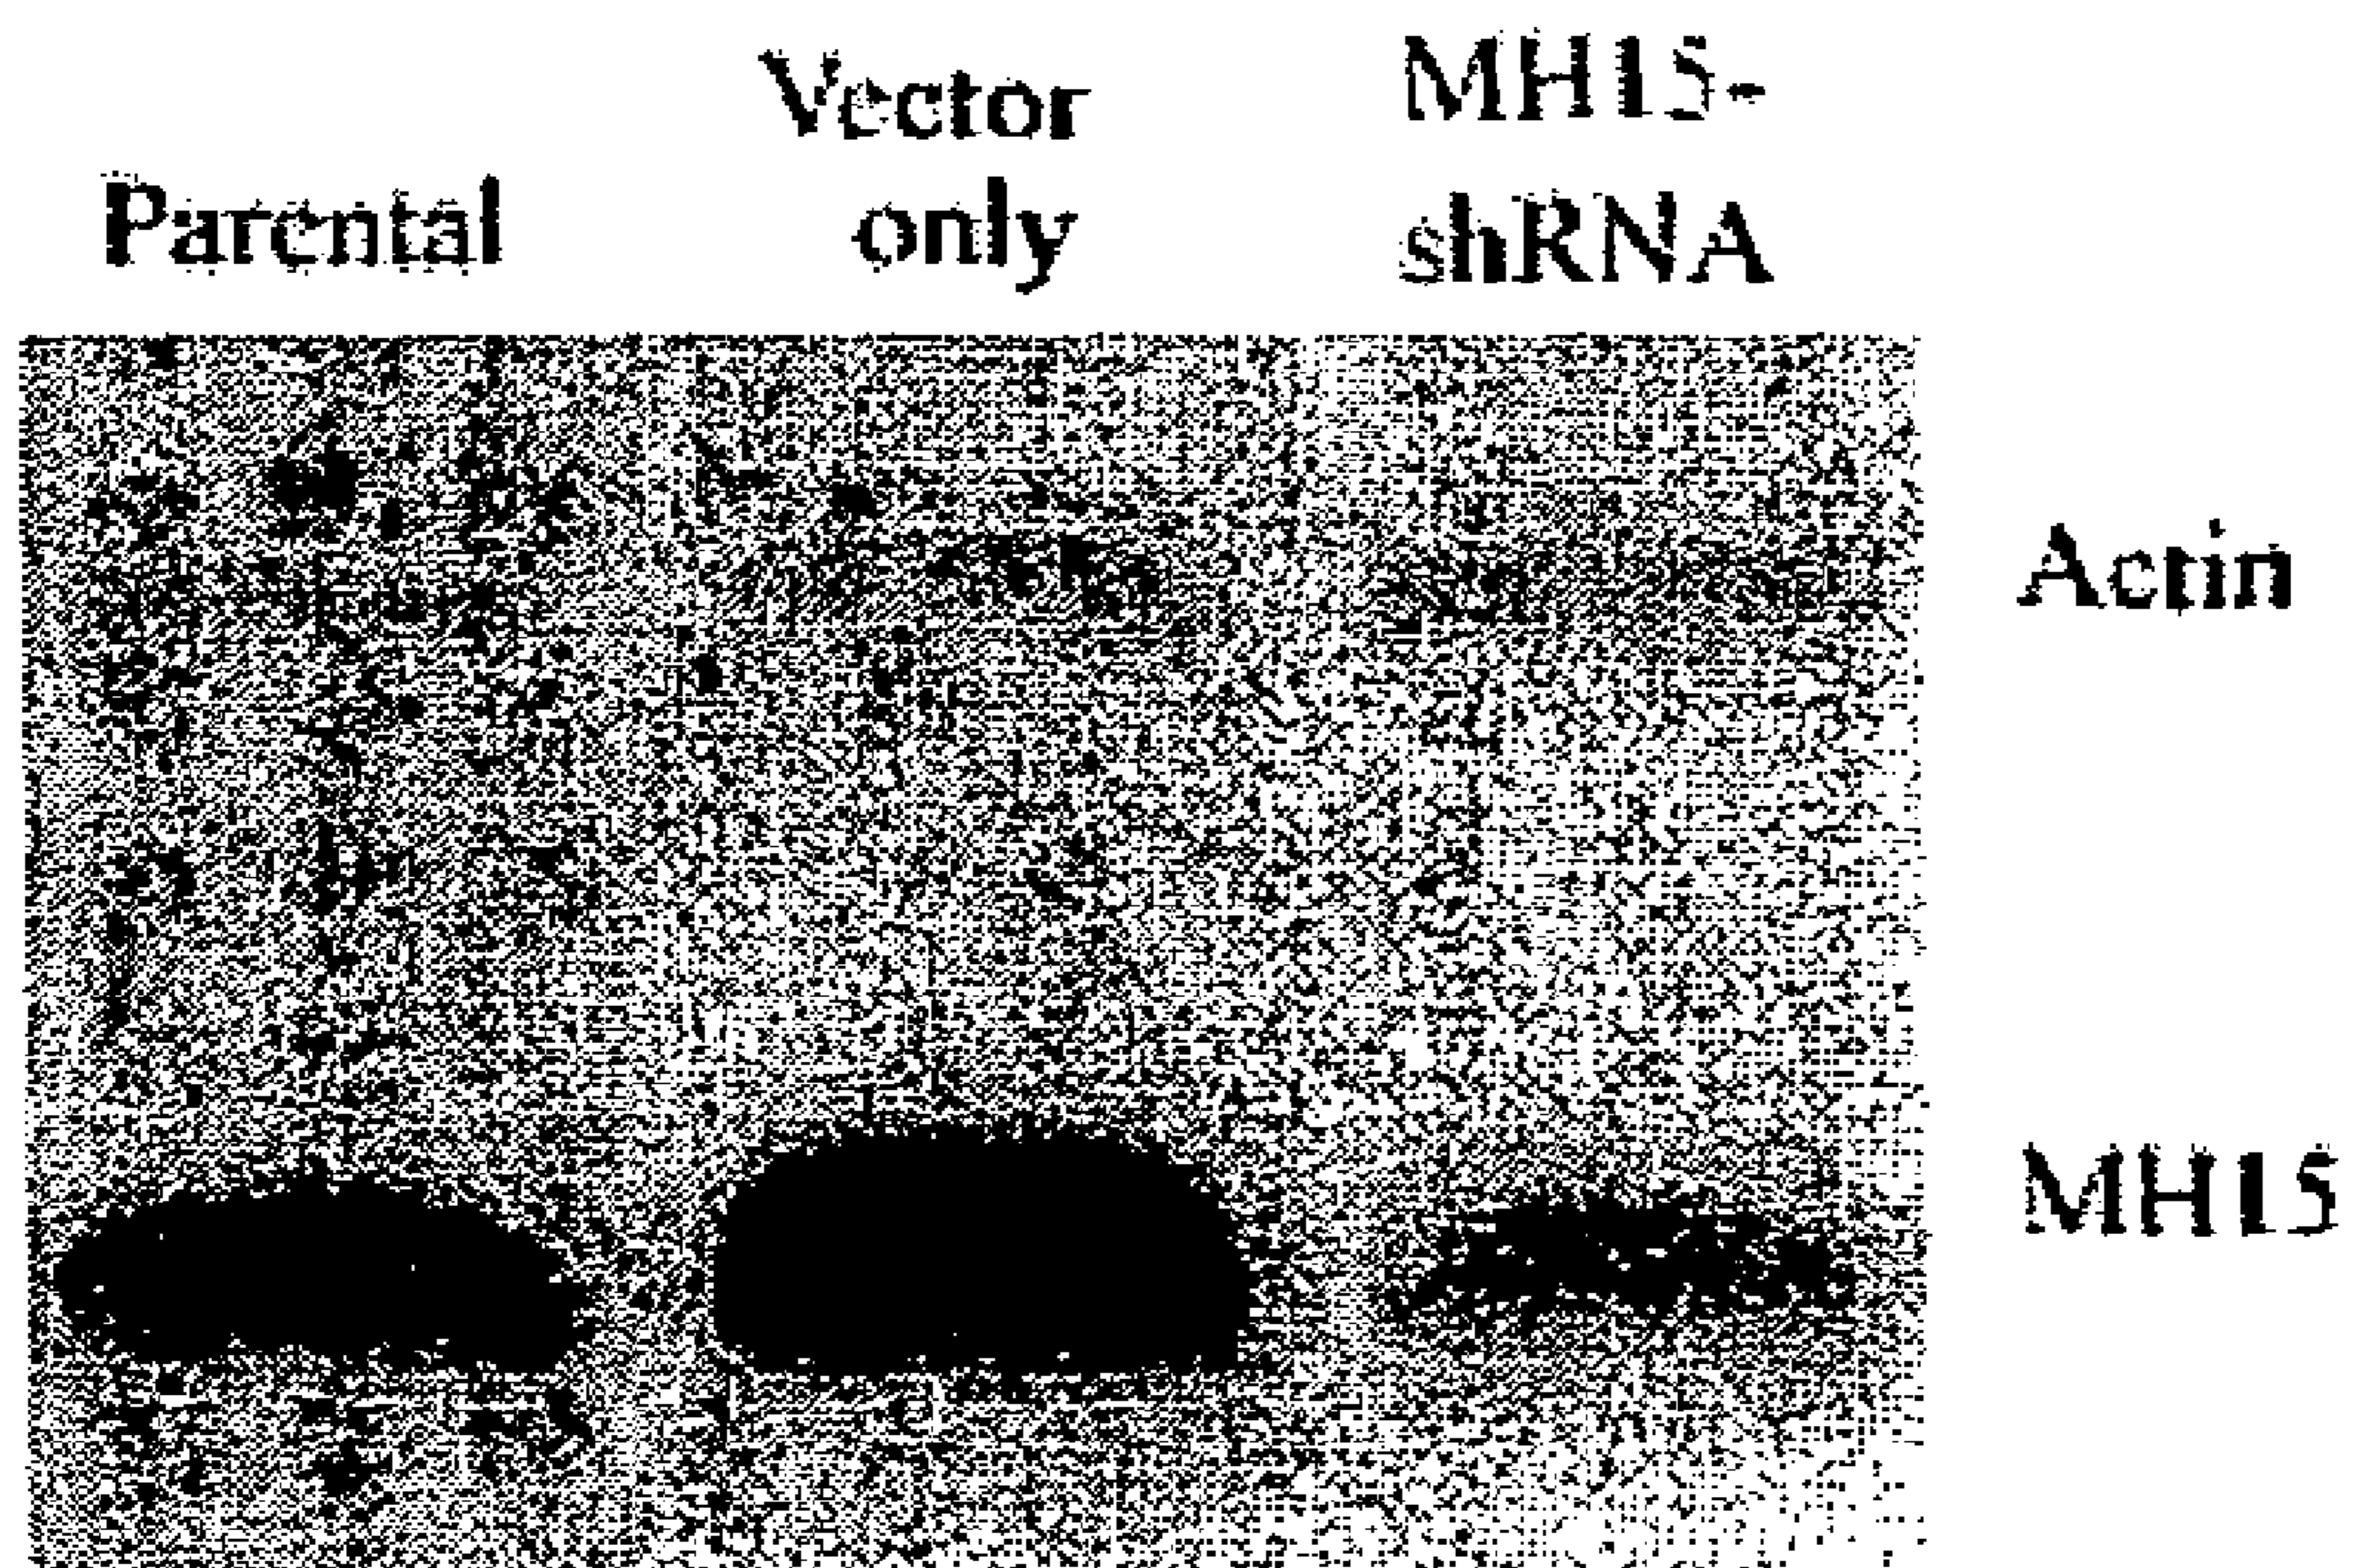 Parental
Vector
only
MH15-
shRNA
Actin
MH15